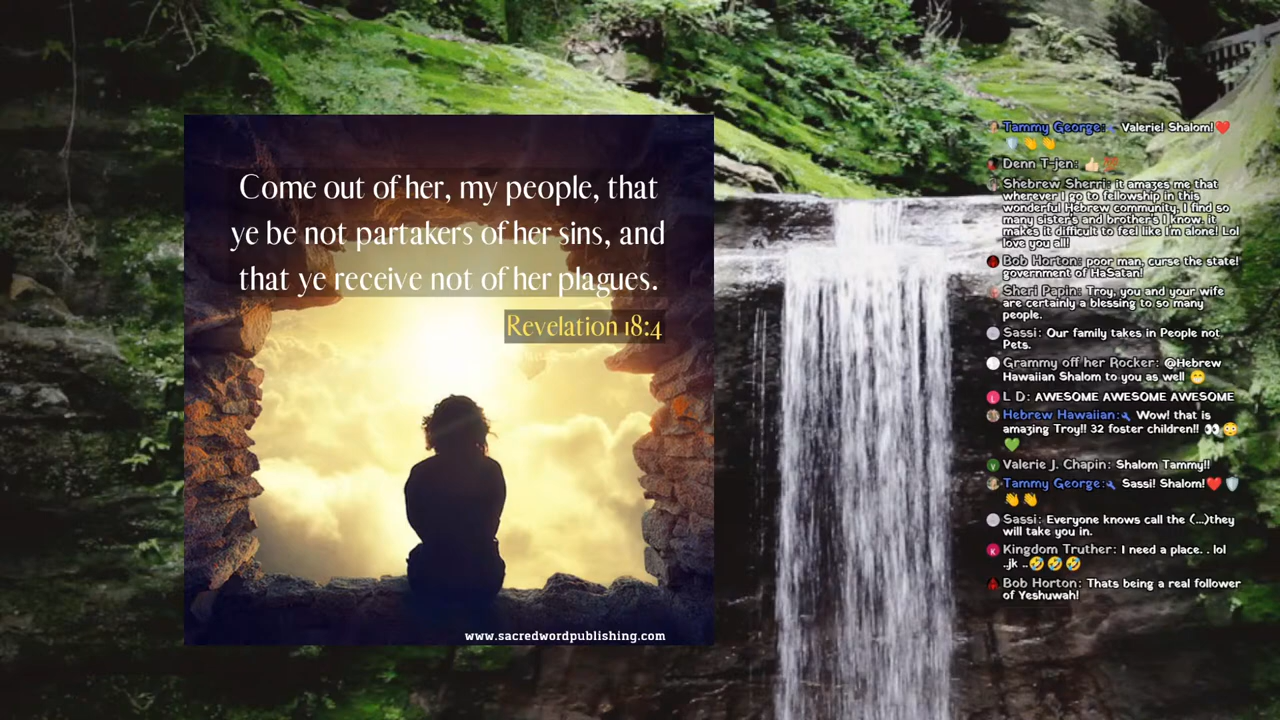 Come out of her, my people, that
ye be not partakers of her sins, and
that ye receive not of her plagues.
Revelation 18:4
www.sacredwordpublishing.com
Tammy George: Valerie! Shalom!❤️
🛡️👏👏
Denn T-jen: 👍🏻💯
Shebrew Sherri: it amazes me that
wherever I go to fellowship in this
wonderful Hebrew community, I find so
many sister's and brother's I know. it
makes it difficult to feel like I'm alone! Lol
love you all!
Bob Horton: poor man, curse the state!
government of HaSatan!
Sheri Papin: Troy, you and your wife
are certainly a blessing to so many
people.
Sassi: Our family takes in People not
Pets.
Grammy off her Rocker: @Hebrew
Hawaiian Shalom to you as well 😁
L D: AWESOME AWESOME AWESOME
Hebrew Hawaiian: Wow! that is
amazing Troy!! 32 foster children!! 👀😳
💚
Valerie J. Chapin: Shalom Tammy!!
Tammy George: Sassi! Shalom!❤️🛡️
👏👏
Sassi: Everyone knows call the (...)they
will take you in.
Kingdom Truther: I need a place. . lol
..jk ..🤣🤣🤣
Bob Horton: Thats being a real follower
of Yeshuwah!